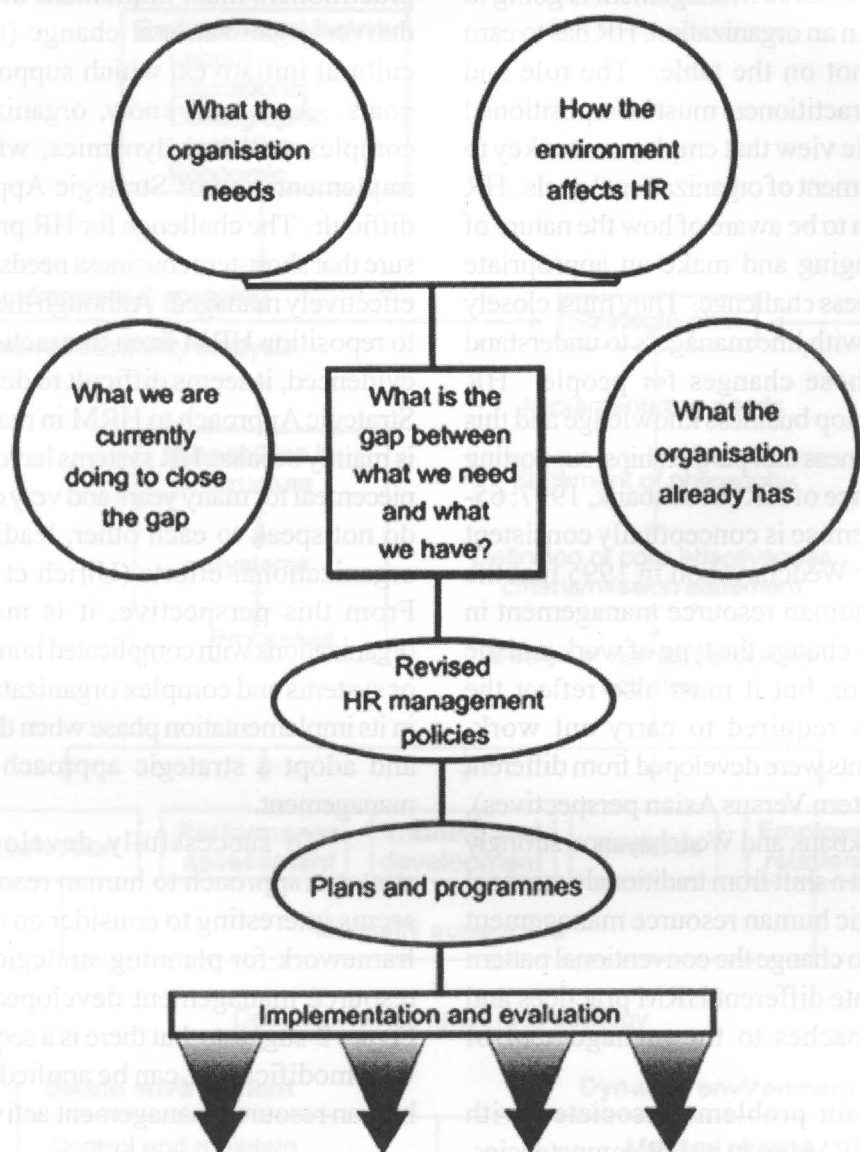 What the
organisation
needs
How the
environment
affects HR
What we are
currently
doing to close
the gap
What is the
gap between
what we need
and what
we have?
What the
organisation
already has
Revised
HR management
policies
Plans and programmes
Implementation and evaluation